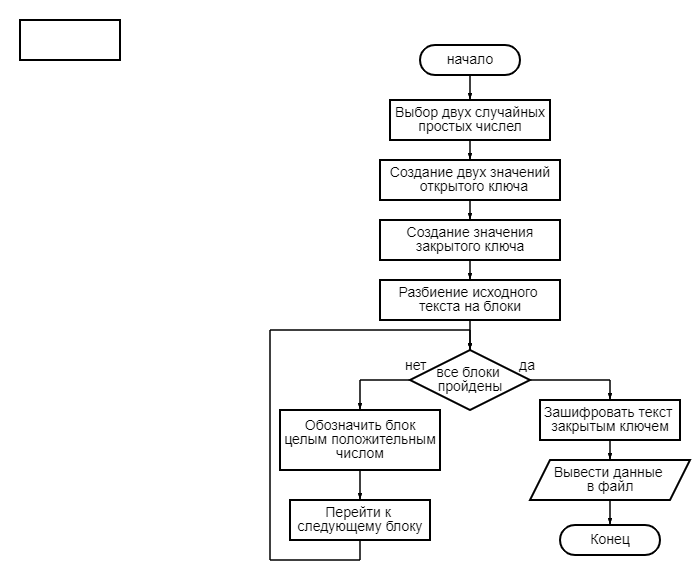 начало
Выбор двух случайных
простых числел
Создание двух значений
открытого ключа
Создание значения
закрытого ключа
Разбиение исходного
текста на блоки
нет
все блоки
пройдены
да
Обозначить блок
целым положительным
числом
Перейти к
следующему блоку
Зашифровать текст
закрытым ключем
Вывести данные
в файл
Конец